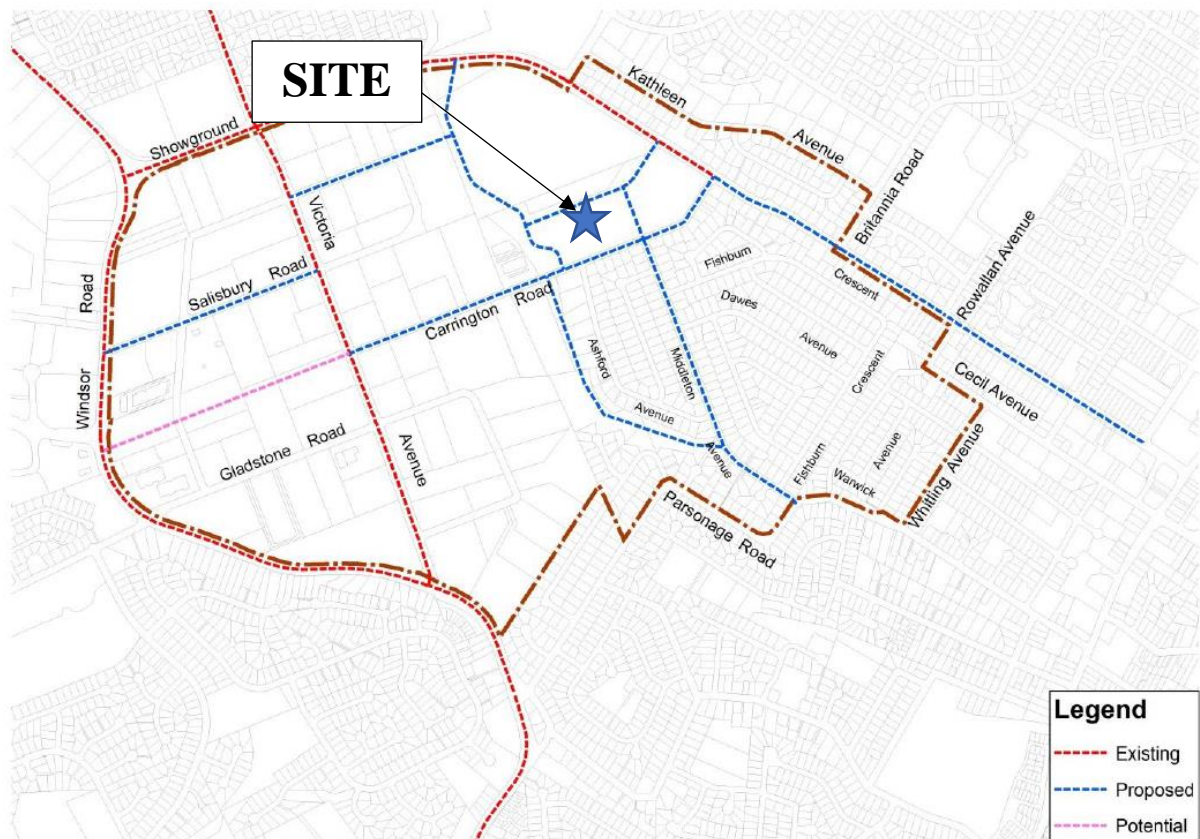 SITE
Kathleen
Avenue
Showground
Britannia Road
Victoria
Rowallan Avenue
Fishburn
Salisbury Road
Crescent
Road
Dawes
Carrington Road
Avenue
Ashford
Middleton
Crescent
Cecil Avenue
Windsor
Avenue
Gladstone Road
Avenue
Avenue
Fishburn
Avenue
Warwick
Whitling Avenue
Parsonage Road
Legend
Existing
Proposed
Potential